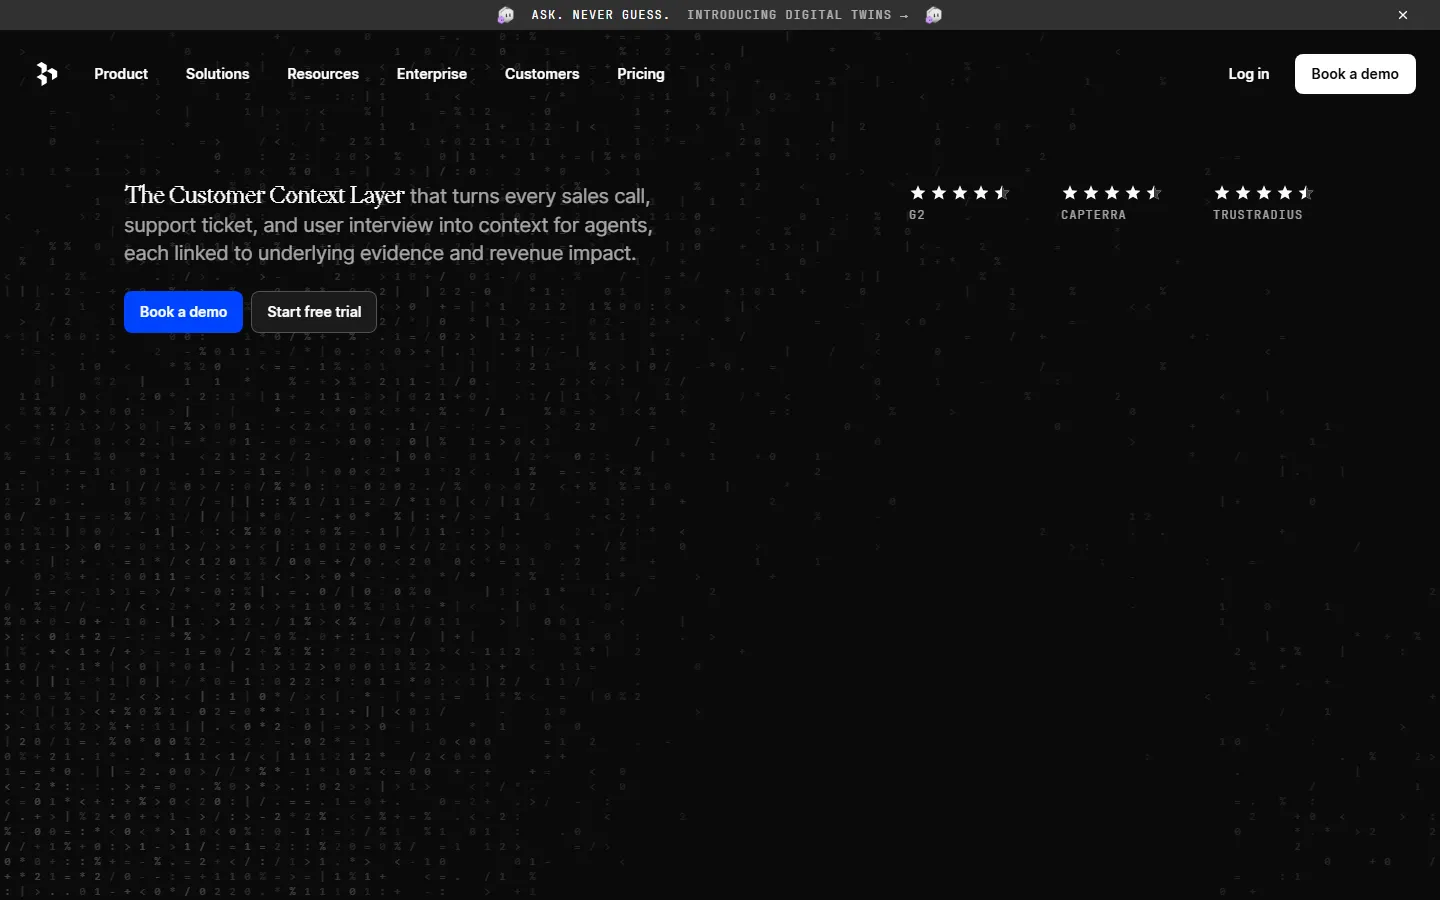 ASK. NEVER GUESS. INTRODUCING DIGITAL TWINS →
Product Solutions Resources Enterprise Customers Pricing Log in Book a demo
The Customer Context Layer that turns every sales call,
support ticket, and user interview into context for agents,
each linked to underlying evidence and revenue impact.
Book a demo Start free trial
G2 CAPTERRA TRUSTRADIUS